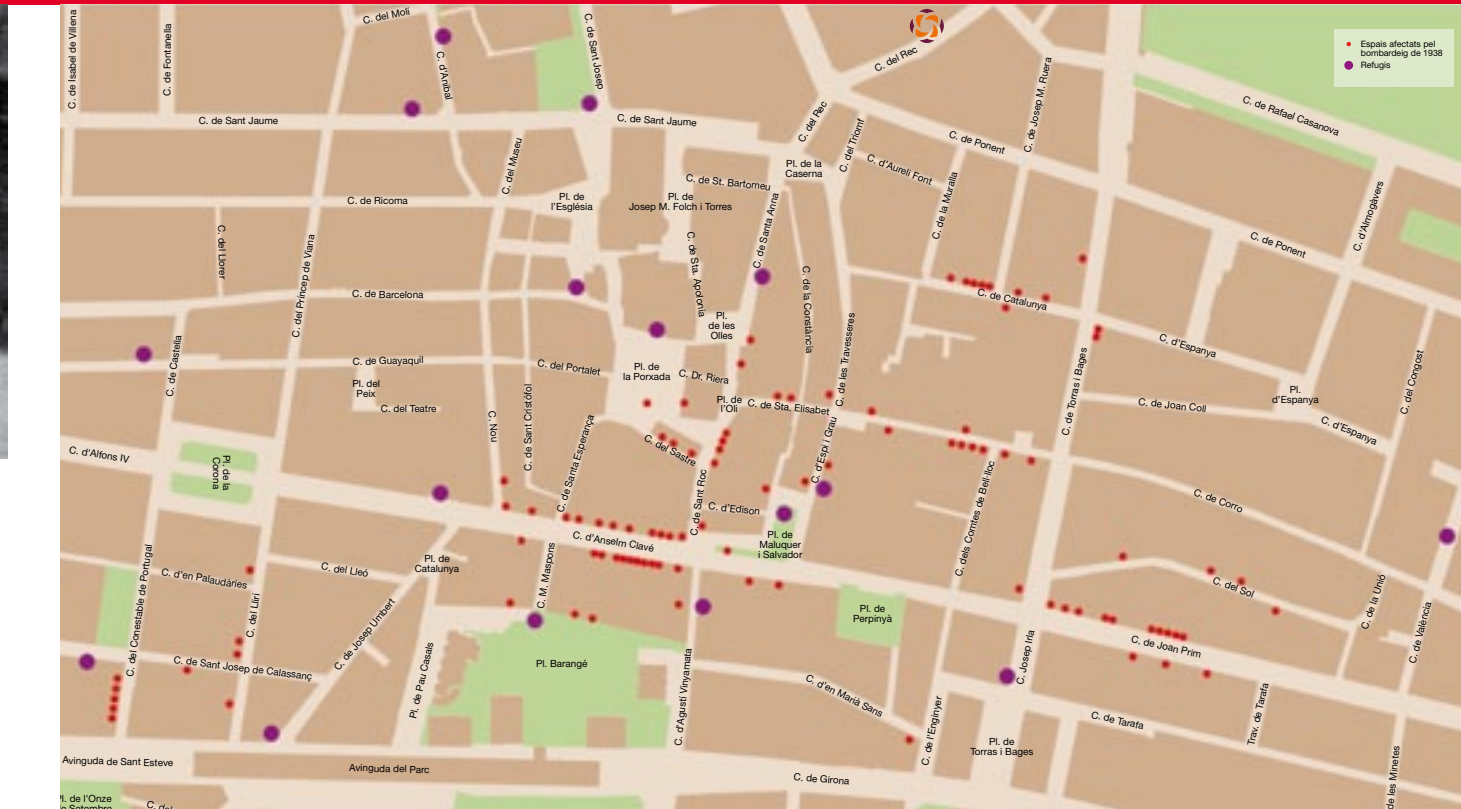 Espais afectats pel
bombardeig de 1938
Refugis
C. de Isabel de Villena
C. de Fontanella
C. del Molí
C. d'Aníbal
C. de Sant Josep
C. del Rec
C. de Josep M. Ruera
C. de Rafael Casanova
C. de Sant Jaume
C. de Sant Jaume
C. del Rec
C. del Triomf
C. de Ponent
C. del Museu
Pl. de la
Caserna
C. d'Aureli Font
C. de St. Bartomeu
C. de la Muralla
C. d'Almogàvers
C. de Ricoma
Pl. de
l'Església
Pl. de
Josep M. Folch i Torres
C. de Santa Anna
C. del Llorer
C. del Príncep de Viana
C. de Sta. Apolonia
C. de la Constància
C. de Ponent
C. de Barcelona
C. de Catalunya
Pl.
de les
Olles
C. de les Travesseres
C. d'Espanya
C. de Castella
C. de Guayaquil
C. del Portalet
Pl. de
la Porxada
C. Dr. Riera
C. de Torras i Bages
C. del Congost
Pl. del
Peix
C. del Teatre
C. Nou
C. de Sant Cristòfol
Pl. de
l'Oli
C. de Sta. Elisabet
C. de Joan Coll
Pl.
d'Espanya
C. d'Espanya
C. de Santa Esperança
C. del Sastre
C. d'Espí i Grau
C. d'Alfons IV
Pl. de la
Corona
C. de Sant Roc
C. d'Edison
C. dels Comtes de Bell·lloc
C. de Corró
C. d'Anselm Clavé
Pl. de
Maluquer
i Salvador
C. del Conestable de Portugal
C. d'en Palaudàries
C. del Lleó
Pl. de
Catalunya
C. M. Maspons
C. del Sol
C. de la Unió
C. de València
C. del Lliri
C. de Josep Umbert
Pl. de
Perpinyà
C. de Joan Prim
C. de Sant Josep de Calassanç
Pl. de Pau Casals
Pl. Barangé
C. d'Agustí Vinyamata
C. Josep Irla
C. d'en Marià Sans
C. de l'Enginyer
C. de Tarafa
Trav. de Tarafa
Pl. de
Torras i Bages
Avinguda de Sant Esteve
Avinguda del Parc
C. de Girona
de les Minetes
Pl. de l'Onze
C. del